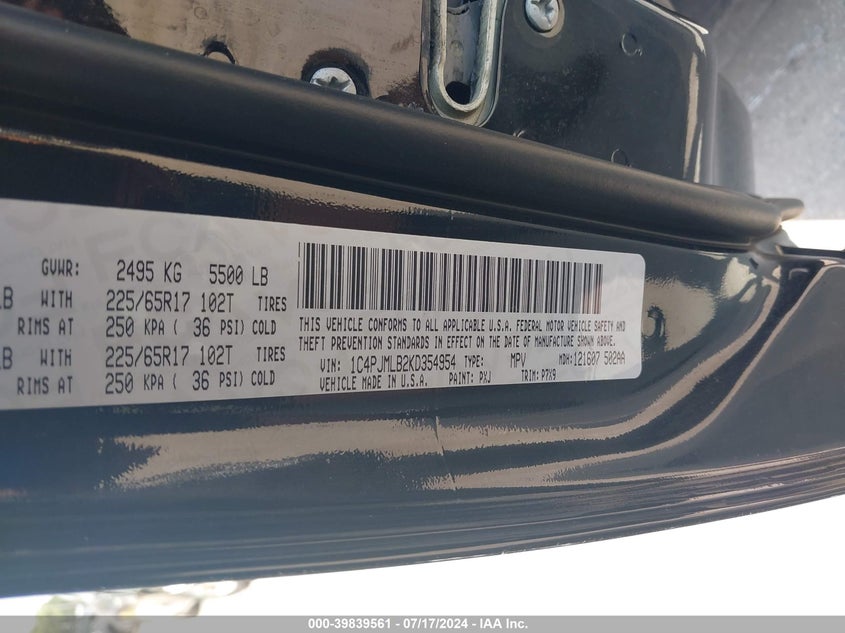 GVWR: 2495 KG 5500 LB
LB WITH 225/65R17 102T TIRES
RIMS AT 250 KPA ( 36 PSI) COLD
LB WITH 225/65R17 102T TIRES
RIMS AT 250 KPA ( 36 PSI) COLD
THIS VEHICLE CONFORMS TO ALL APPLICABLE U.S.A. FEDERAL MOTOR VEHICLE SAFETY AND
THEFT PREVENTION STANDARDS IN EFFECT ON THE DATE OF MANUFACTURE SHOWN ABOVE.
VIN: 1C4PJMLB2KD354954 TYPE: MPV MDH: 121607 502AA
VEHICLE MADE IN U.S.A. PAINT: PXJ TRIM: P7X9
000-39839561 / 07/17/2024 - IAA Inc.